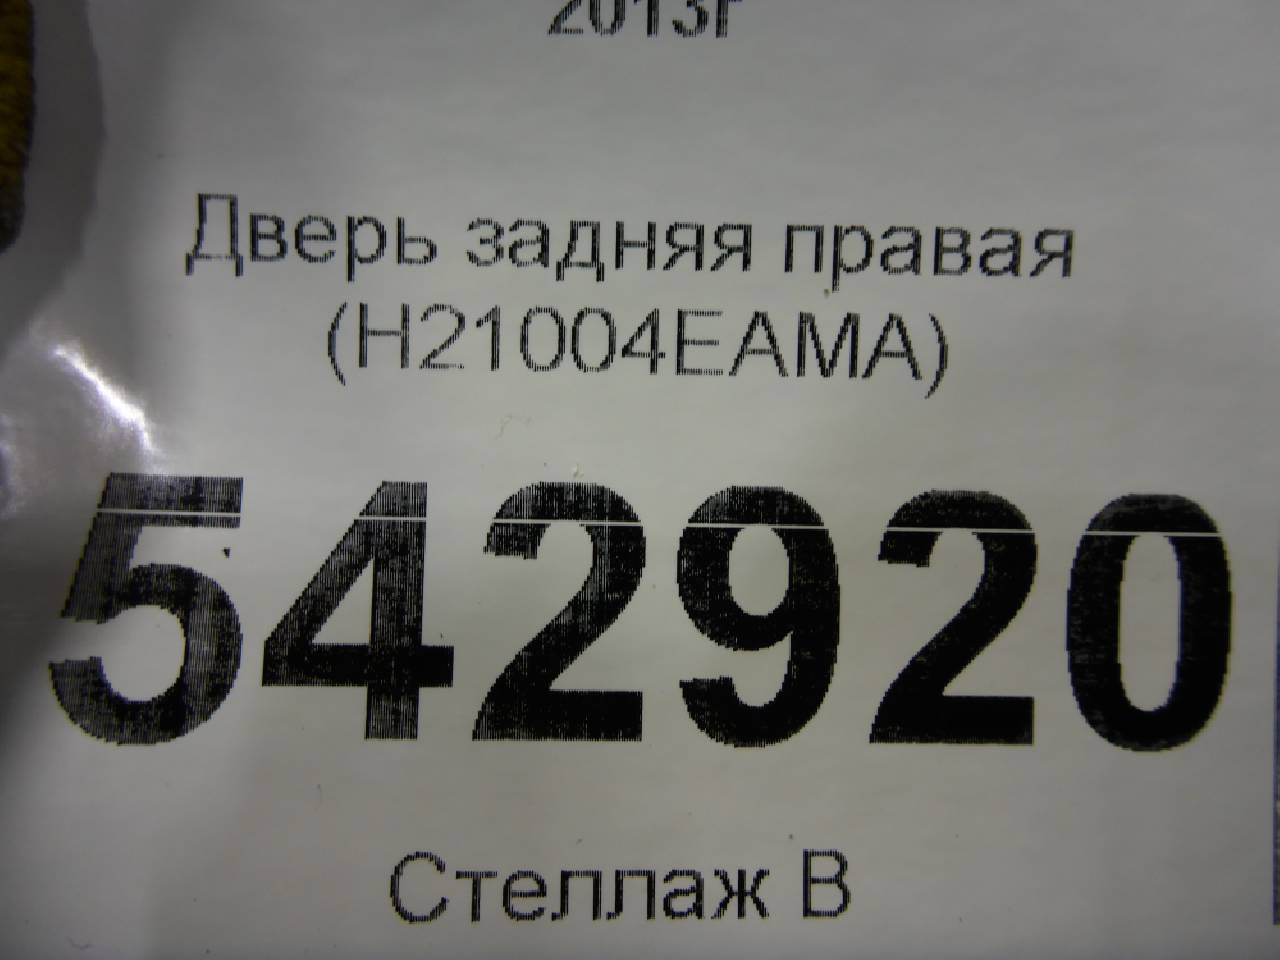 2013г
Дверь задняя правая
(H21004EAMA)
542920
Стеллаж В